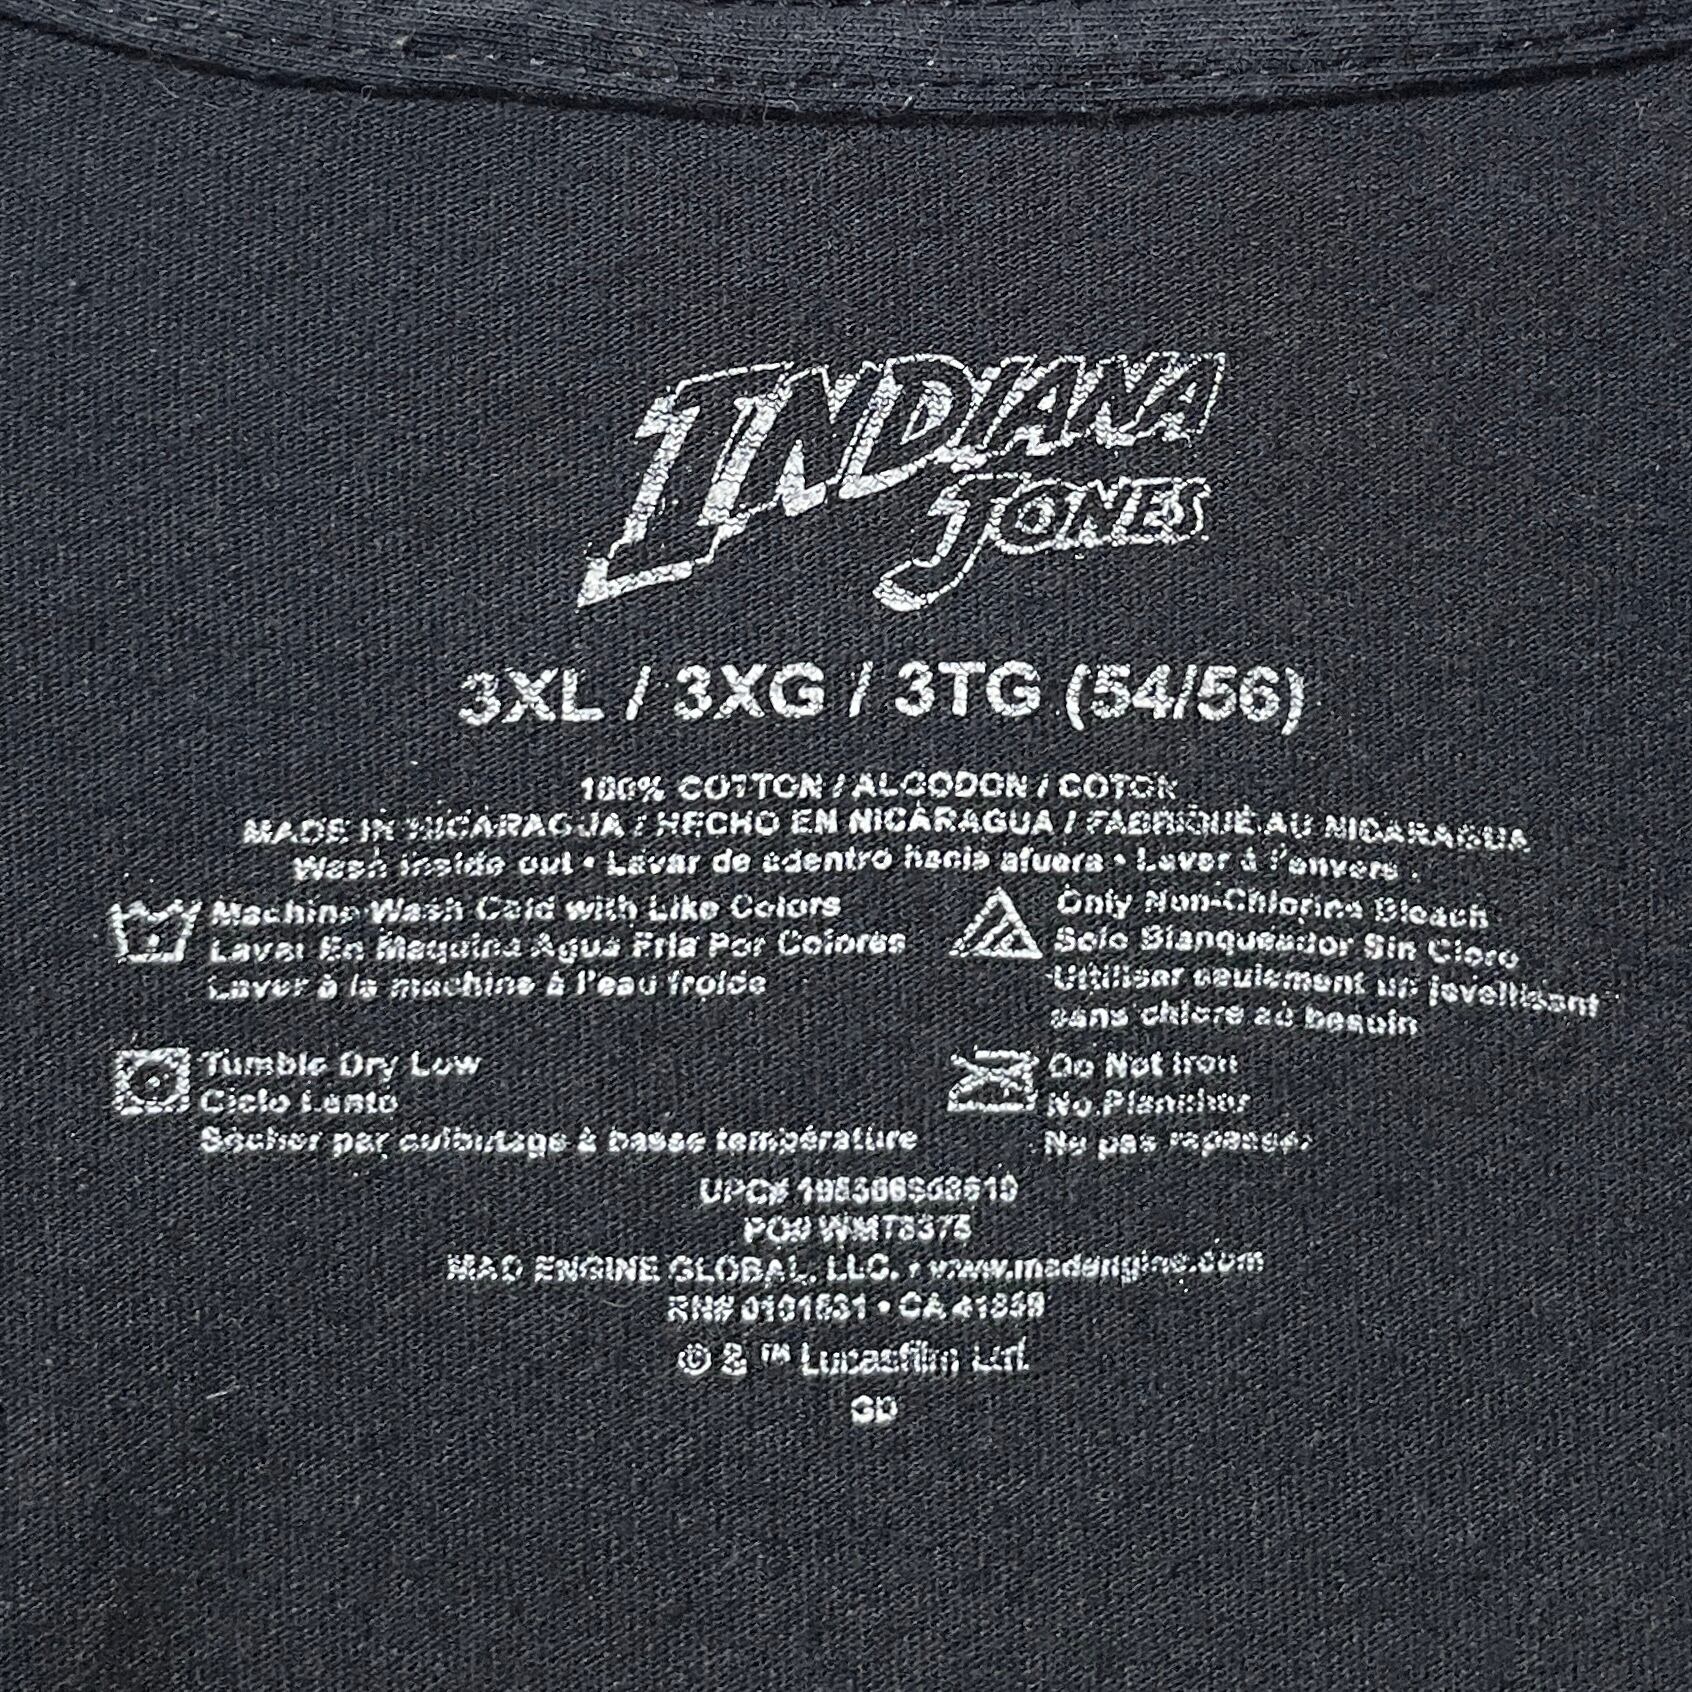 INDIANA
JONES
3XL / 3XG / 3TG (54/56)
100% COTTON / ALGODON / COTON
MADE IN NICARAGUA / HECHO EN NICARAGUA / FABRIQUÉ AU NICARAGUA
Wash inside out • Lavar de adentro hacia afuera • Laver à l'envers
Machine Wash Cold with Like Colors
Lavar En Maquina Agua Fria Por Colores
Laver à la machine à l'eau froide
Only Non-Chlorine Bleach
Solo Blanqueador Sin Cloro
Utiliser seulement un javellisant
sans chlore au besoin
Tumble Dry Low
Ciclo Lento
Sécher par culbutage à basse température
Do Not Iron
No Planchar
Ne pas repasser
UPC#
PO# WMT8375
MAD ENGINE GLOBAL, LLC. • www.madengine.com
RN# 0101531 • CA
© & ™ Lucasfilm Ltd.